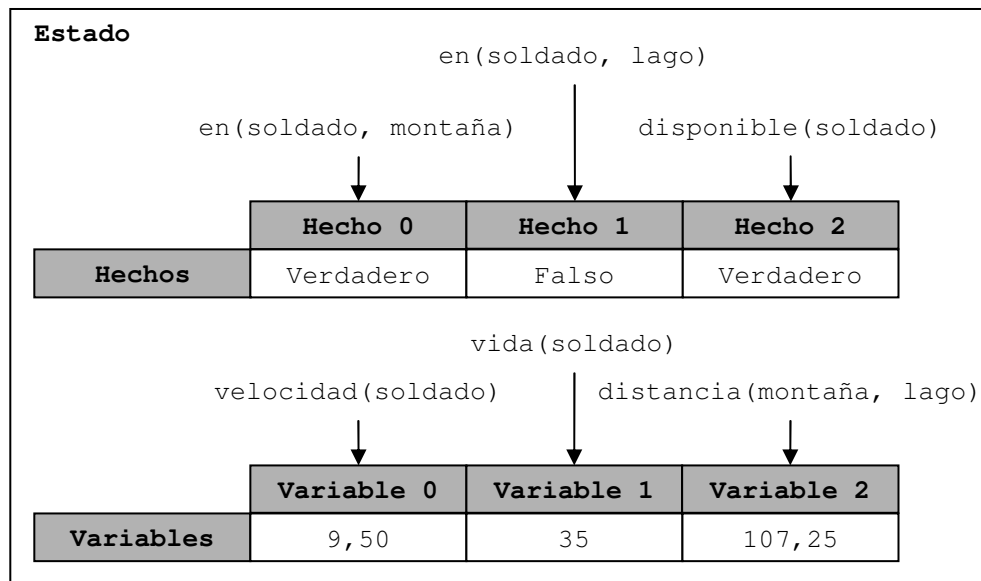 Estado
en(soldado, lago)
en(soldado, montaña) disponible(soldado)
Hecho 0 Hecho 1 Hecho 2
Hechos Verdadero Falso Verdadero
vida(soldado)
velocidad(soldado) distancia(montaña, lago)
Variable 0 Variable 1 Variable 2
Variables 9,50 35 107,25